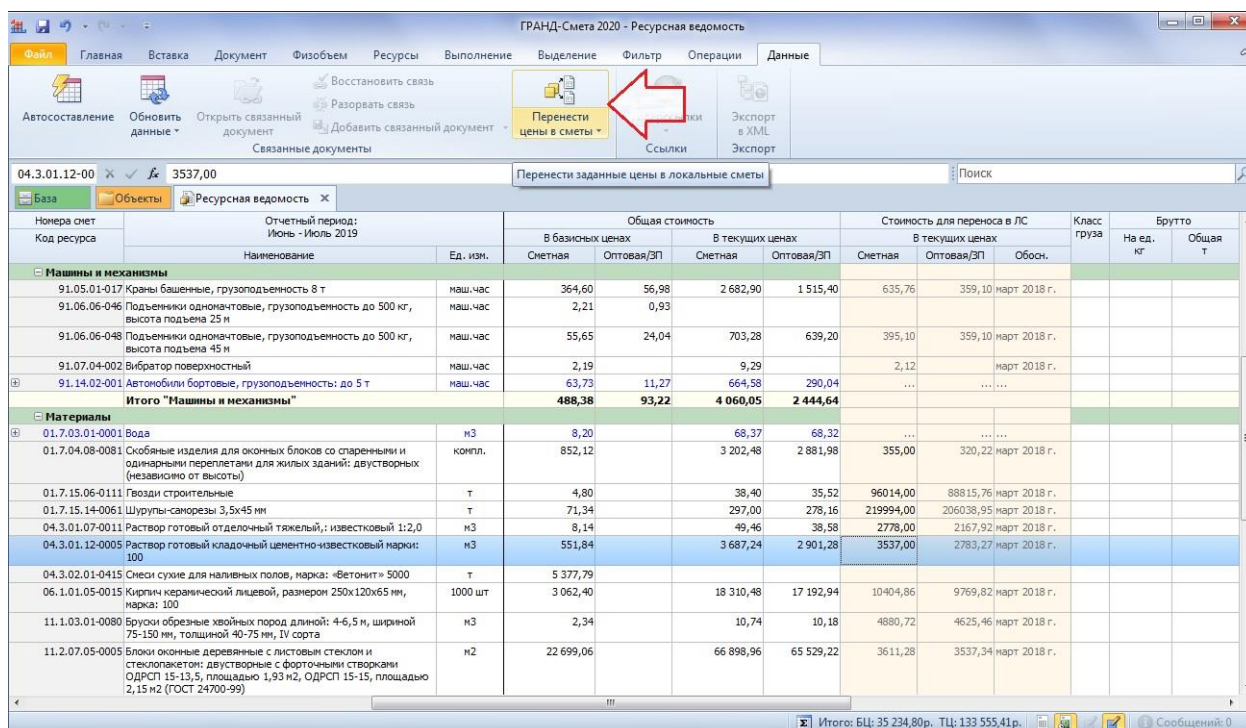 ГРАНД-Смета 2020 - Ресурсная ведомость
Файл Главная Вставка Документ Физобъем Ресурсы Выполнение Выделение Фильтр Операции Данные
Автосоставление
Обновить данные
Открыть связанный документ
Восстановить связь
Разорвать связь
Добавить связанный документ
Перенести цены в сметы
Экспорт в XML
Связанные документы Ссылки Экспорт
04.3.01.12-00 fx 3537,00
Перенести заданные цены в локальные сметы
Поиск
База Объекты Ресурсная ведомость
Номера смет Отчетный период: Общая стоимость Стоимость для переноса в ЛС Класс груза Брутто
Код ресурса Июнь - Июль 2019 В базисных ценах В текущих ценах В текущих ценах На ед. кг Общая т
Наименование Ед. изм. Сметная Оптовая/ЗП Сметная Оптовая/ЗП Сметная Оптовая/ЗП Обосн.
Машины и механизмы
91.05.01-017 Краны башенные, грузоподъемность 8 т маш.час 364,60 56,98 2 682,90 1 515,40 635,76 359,10 март 2018 г.
91.06.06-046 Подъемники одномачтовые, грузоподъемность до 500 кг, маш.час 2,21 0,93
высота подъема 25 м
91.06.06-048 Подъемники одномачтовые, грузоподъемность до 500 кг, маш.час 55,65 24,04 703,28 639,20 395,10 359,10 март 2018 г.
высота подъема 45 м
91.07.04-002 Вибратор поверхностный маш.час 2,19 9,29 2,12 март 2018 г.
91.14.02-001 Автомобили бортовые, грузоподъемность: до 5 т маш.час 63,73 11,27 664,58 290,04 ... ... ...
Итого "Машины и механизмы" 488,38 93,22 4 060,05 2 444,64
Материалы
01.7.03.01-0001 Вода м3 8,20 68,37 68,32 ... ... ...
01.7.04.08-0081 Скобяные изделия для оконных блоков со спаренными и компл. 852,12 3 202,48 2 881,98 355,00 320,22 март 2018 г.
одинарными переплетами для жилых зданий: двустворных
(независимо от высоты)
01.7.15.06-0111 Гвозди строительные т 4,80 38,40 35,52 96014,00 88815,76 март 2018 г.
01.7.15.14-0061 Шурупы-саморезы 3,5х45 мм т 71,34 297,00 278,16 219994,00 206038,95 март 2018 г.
04.3.01.07-0011 Раствор готовый отделочный тяжелый,: известковый 1:2,0 м3 8,14 49,46 38,58 2778,00 2167,92 март 2018 г.
04.3.01.12-0005 Раствор готовый кладочный цементно-известковый марки: м3 551,84 3 687,24 2 901,28 3537,00 2783,27 март 2018 г.
100
04.3.02.01-0415 Смеси сухие для наливных полов, марка: «Ветонит» 5000 т 5 377,79
06.1.01.05-0015 Кирпич керамический лицевой, размером 250х120х65 мм, 1000 шт 3 062,40 18 310,48 17 192,94 10404,86 9769,82 март 2018 г.
марка: 100
11.1.03.01-0080 Бруски обрезные хвойных пород длиной: 4-6,5 м, шириной м3 2,34 10,74 10,18 4880,72 4625,46 март 2018 г.
75-150 мм, толщиной 40-75 мм, IV сорта
11.2.07.05-0005 Блоки оконные деревянные с листовым стеклом и м2 22 699,06 66 898,96 65 529,22 3611,28 3537,34 март 2018 г.
стеклопакетом: двустворные с форточными створками
ОДРСП 15-13,5, площадью 1,93 м2, ОДРСП 15-15, площадью
2,15 м2 (ГОСТ 24700-99)
Σ Итого: БЦ: 35 234,80р. ТЦ: 133 555,41р. Сообщений: 0